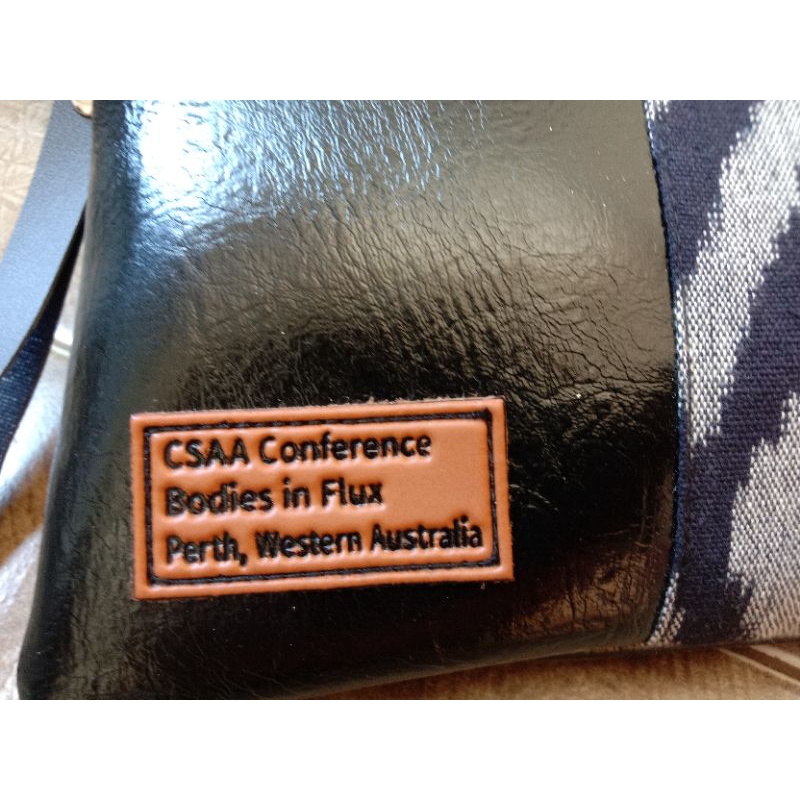 CSAA Conference
Bodies in Flux
Perth, Western Australia